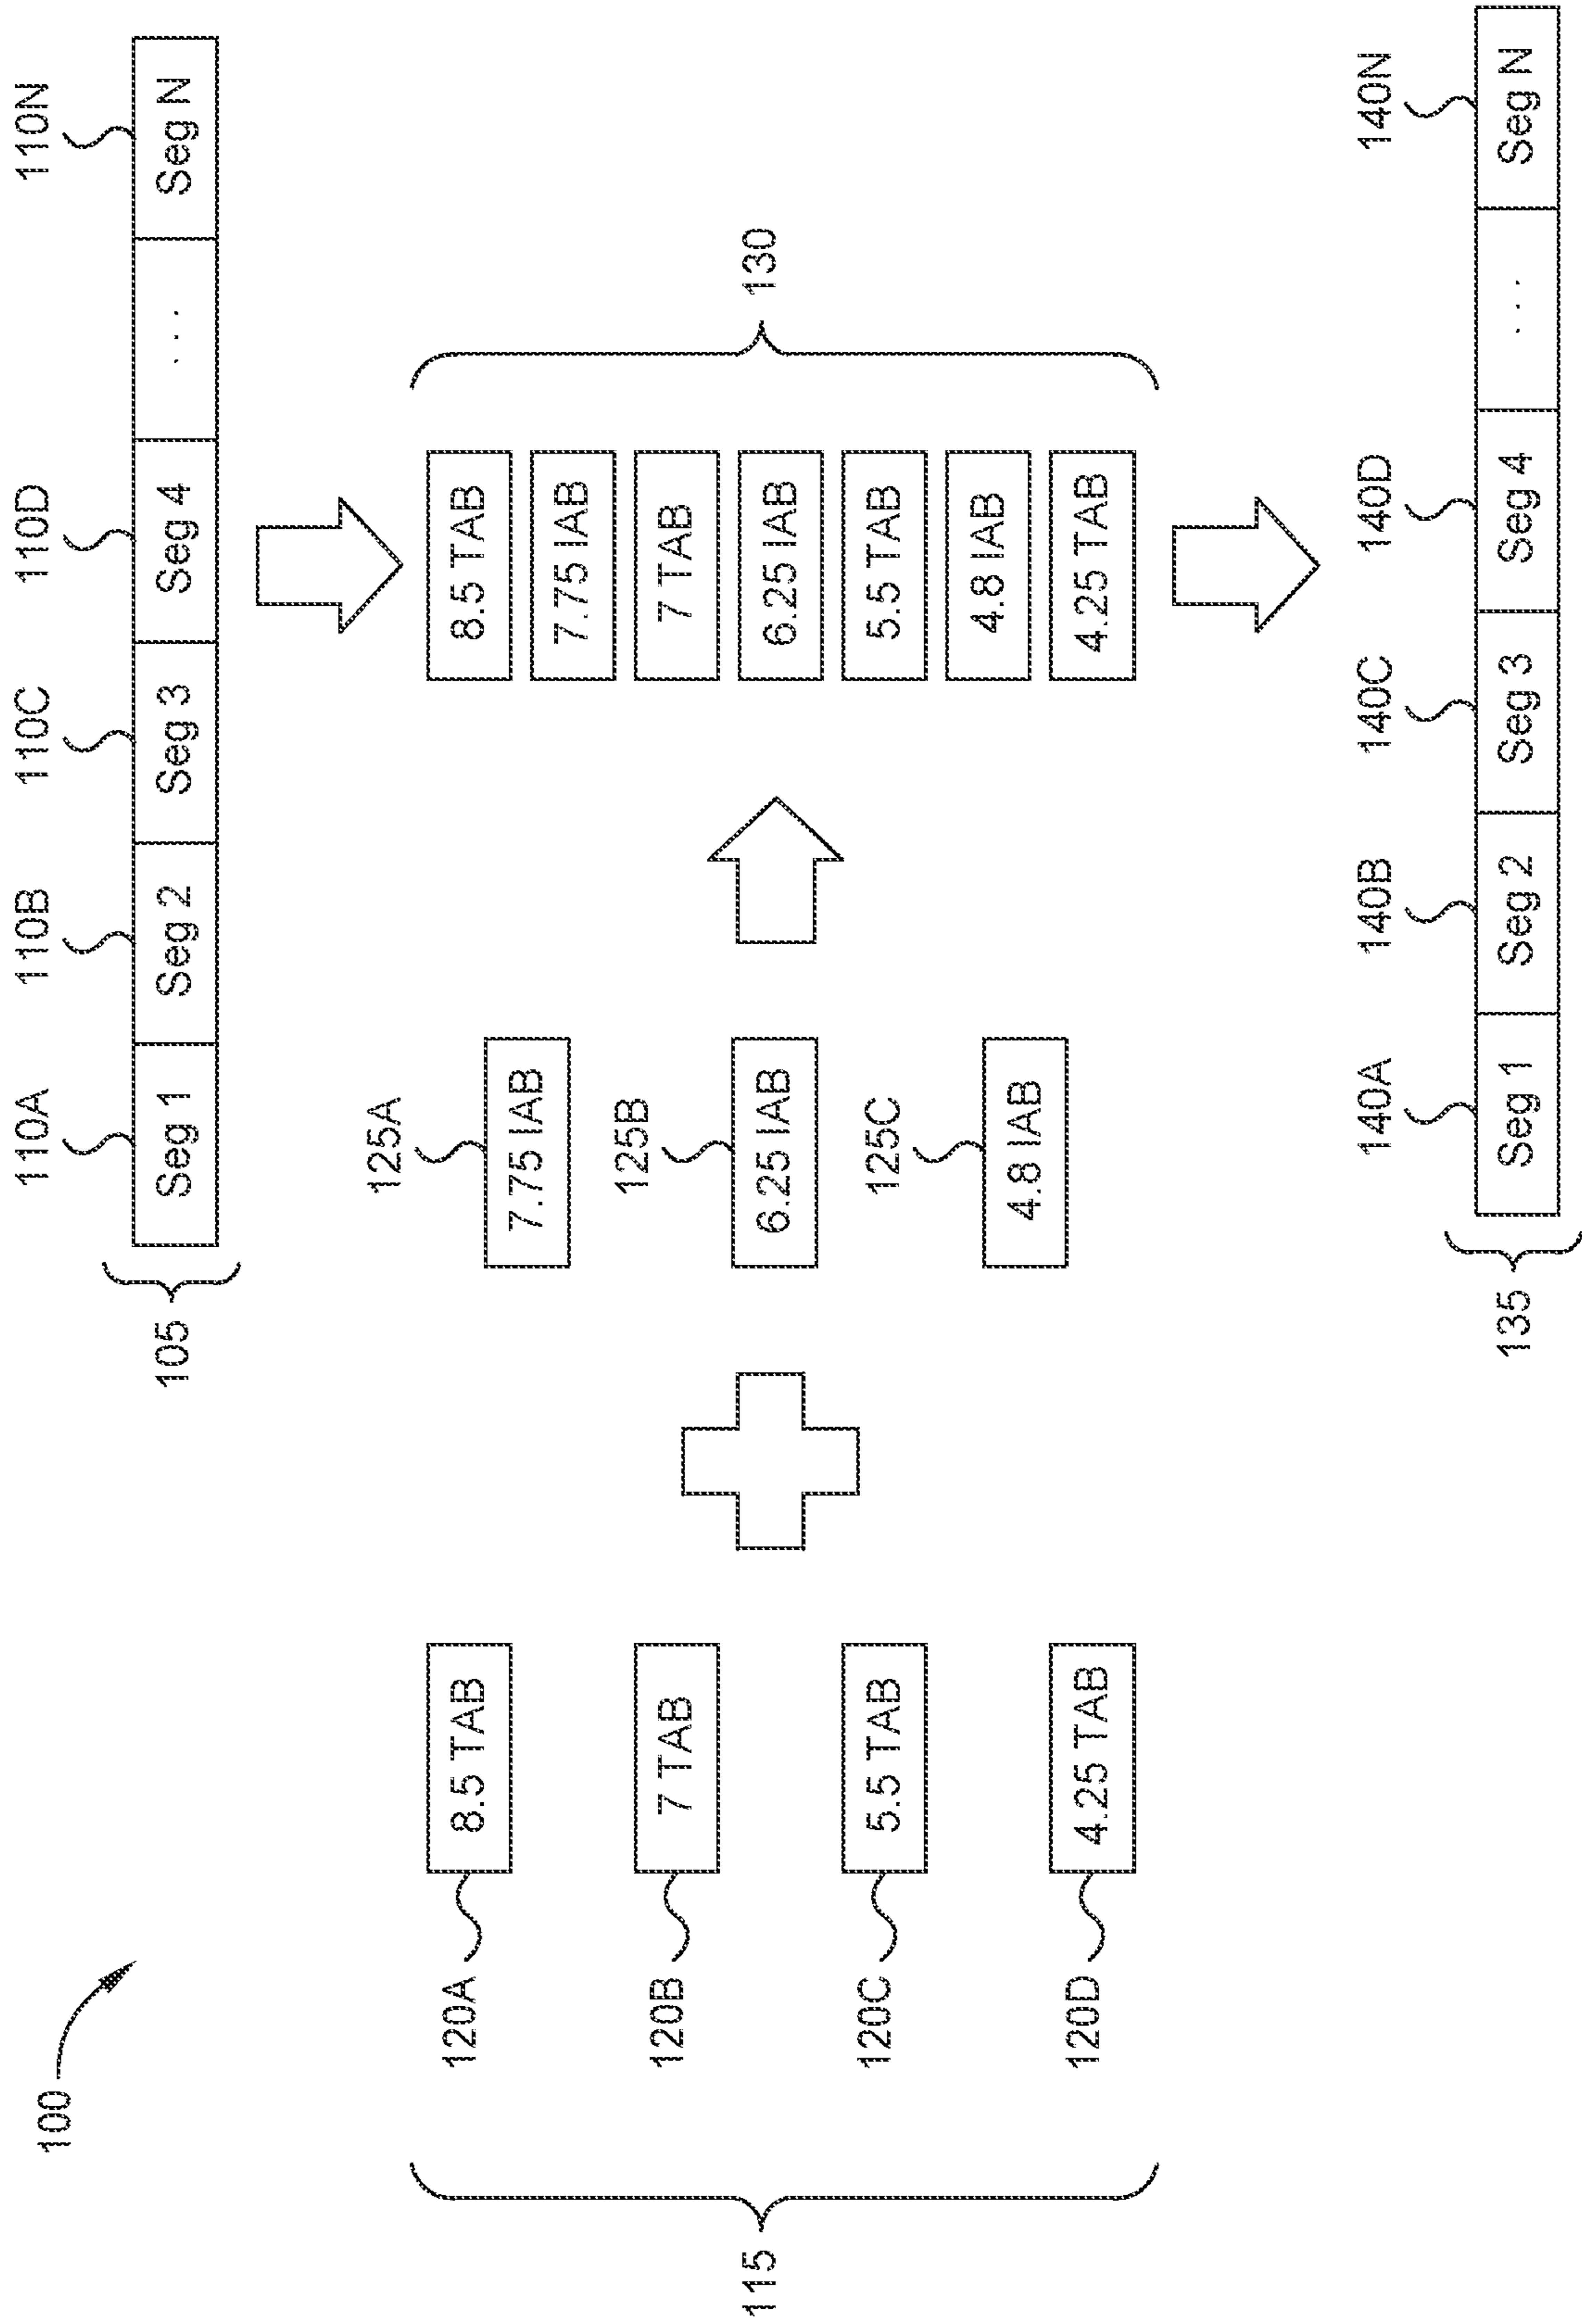 100
110A
110B
110C
110D
110N
105
Seg 1
Seg 2
Seg 3
Seg 4
. . .
Seg N
115
120A
8.5 TAB
120B
7 TAB
120C
5.5 TAB
120D
4.25 TAB
125A
7.75 IAB
125B
6.25 IAB
125C
4.8 IAB
8.5 TAB
7.75 IAB
7 TAB
6.25 IAB
5.5 TAB
4.8 IAB
4.25 TAB
130
140A
140B
140C
140D
140N
135
Seg 1
Seg 2
Seg 3
Seg 4
. . .
Seg N